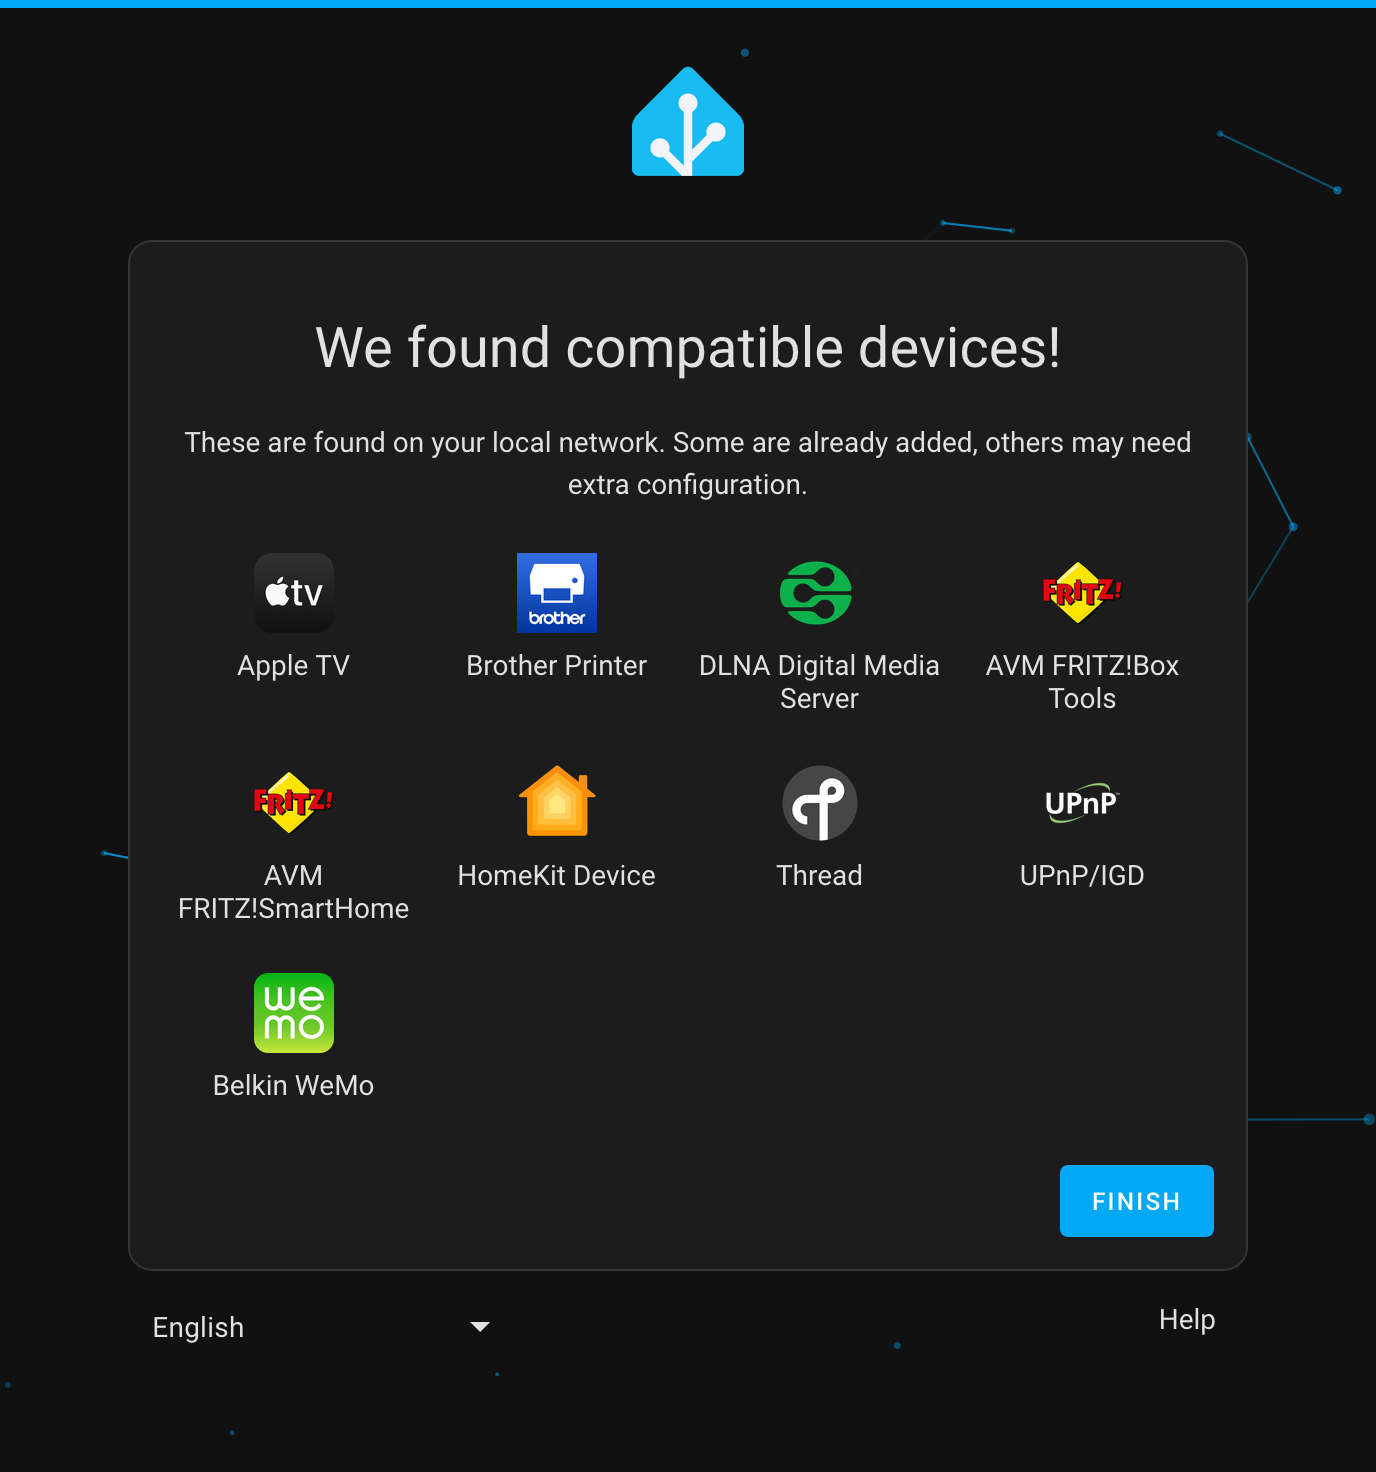 We found compatible devices!
These are found on your local network. Some are already added, others may need
extra configuration.
tv
Apple TV
brother
Brother Printer
DLNA Digital Media
Server
FRITZ!
AVM FRITZ!Box
Tools
FRITZ!
AVM
FRITZ!SmartHome
HomeKit Device
Thread
UPnP
UPnP/IGD
we
mo
Belkin WeMo
FINISH
English
Help